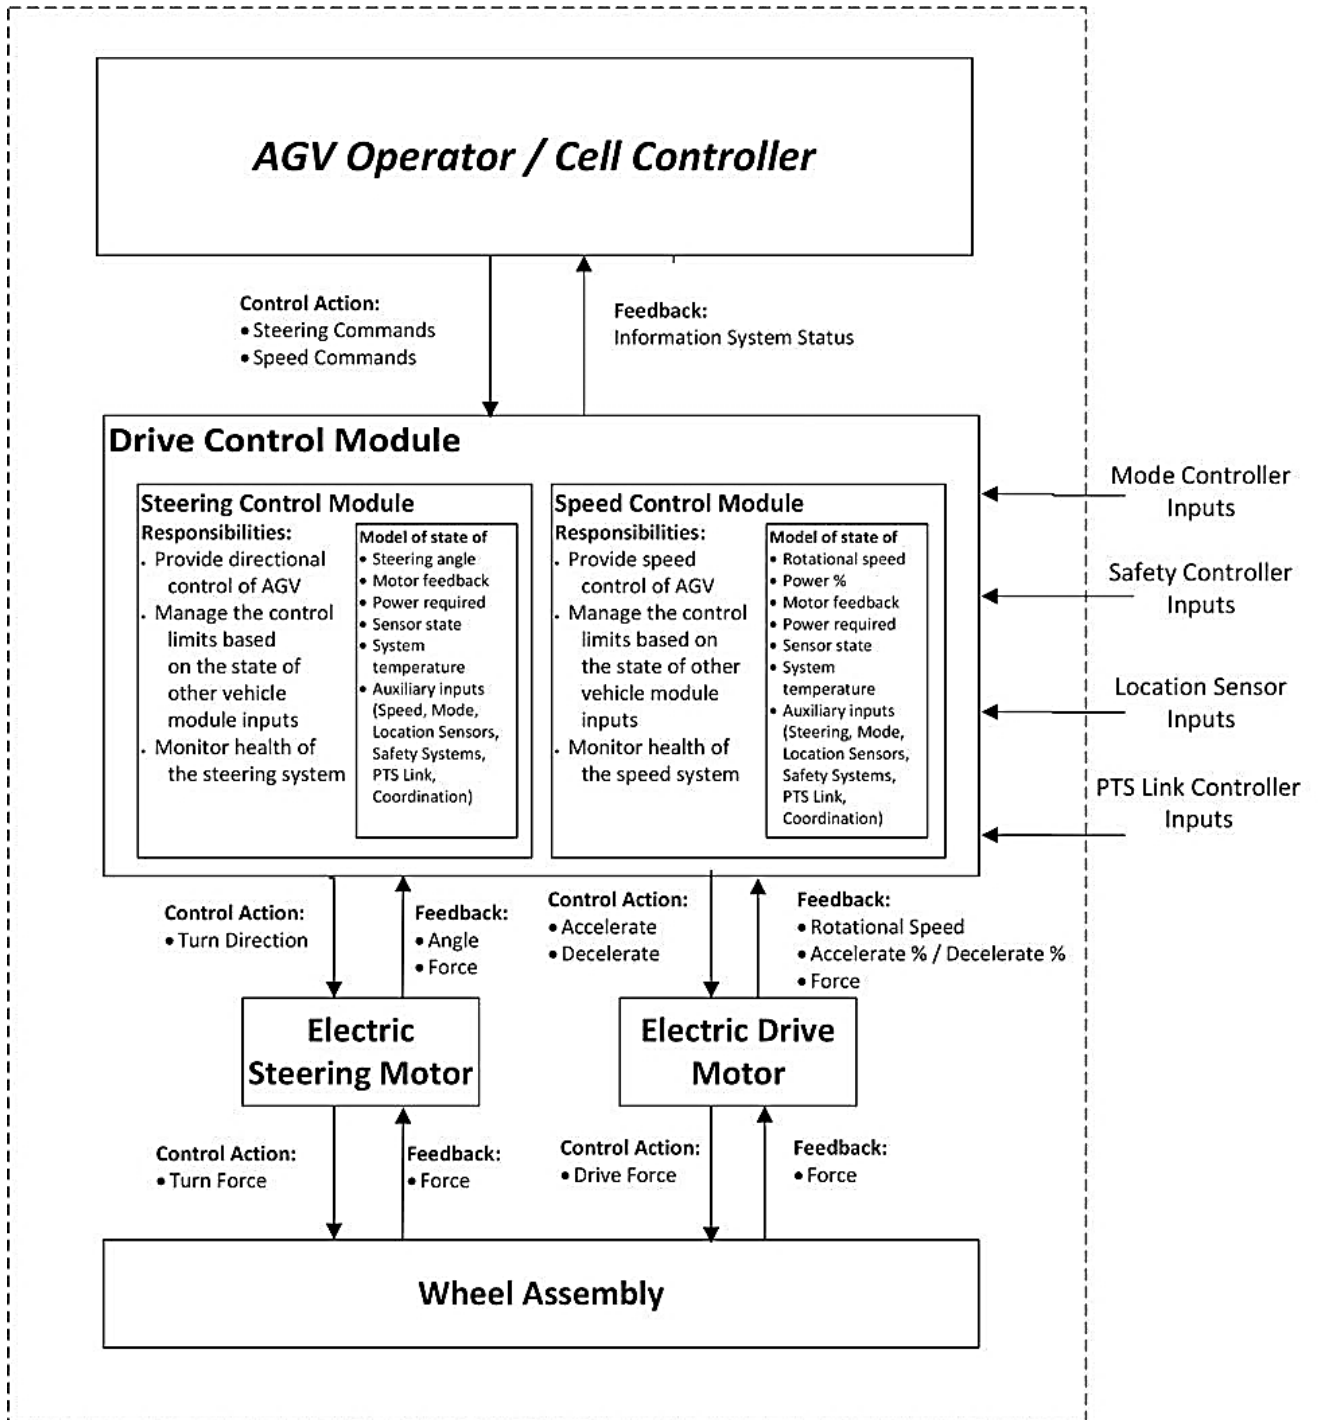 AGV Operator / Cell Controller
Control Action:
• Steering Commands
• Speed Commands
Feedback:
Information System Status
Drive Control Module
Steering Control Module
Responsibilities:
. Provide directional
control of AGV
. Manage the control
limits based
on the state of
other vehicle
module inputs
. Monitor health of
the steering system
Model of state of
• Steering angle
• Motor feedback
• Power required
• Sensor state
• System
temperature
• Auxiliary inputs
(Speed, Mode,
Location Sensors,
Safety Systems,
PTS Link,
Coordination)
Speed Control Module
Responsibilities:
. Provide speed
control of AGV
. Manage the control
limits based on
the state of other
vehicle module
inputs
. Monitor health of
the speed system
Model of state of
• Rotational speed
• Power %
• Motor feedback
• Power required
• Sensor state
• System
temperature
• Auxiliary inputs
(Steering, Mode,
Location Sensors,
Safety Systems,
PTS Link,
Coordination)
Mode Controller
Inputs
Safety Controller
Inputs
Location Sensor
Inputs
PTS Link Controller
Inputs
Control Action:
• Turn Direction
Feedback:
• Angle
• Force
Control Action:
• Accelerate
• Decelerate
Feedback:
• Rotational Speed
• Accelerate % / Decelerate %
• Force
Electric
Steering Motor
Electric Drive
Motor
Control Action:
• Turn Force
Feedback:
• Force
Control Action:
• Drive Force
Feedback:
• Force
Wheel Assembly